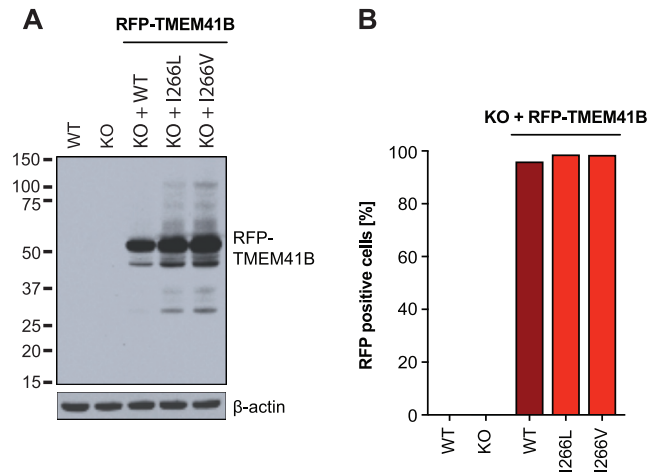 A
RFP-TMEM41B
WT
KO
KO + WT
KO + I266L
KO + I266V
150
100
75
50
37
25
20
15
RFP-
TMEM41B
β-actin
B
KO + RFP-TMEM41B
RFP positive cells [%]
100
80
60
40
20
0
WT
KO
WT
I266L
I266V